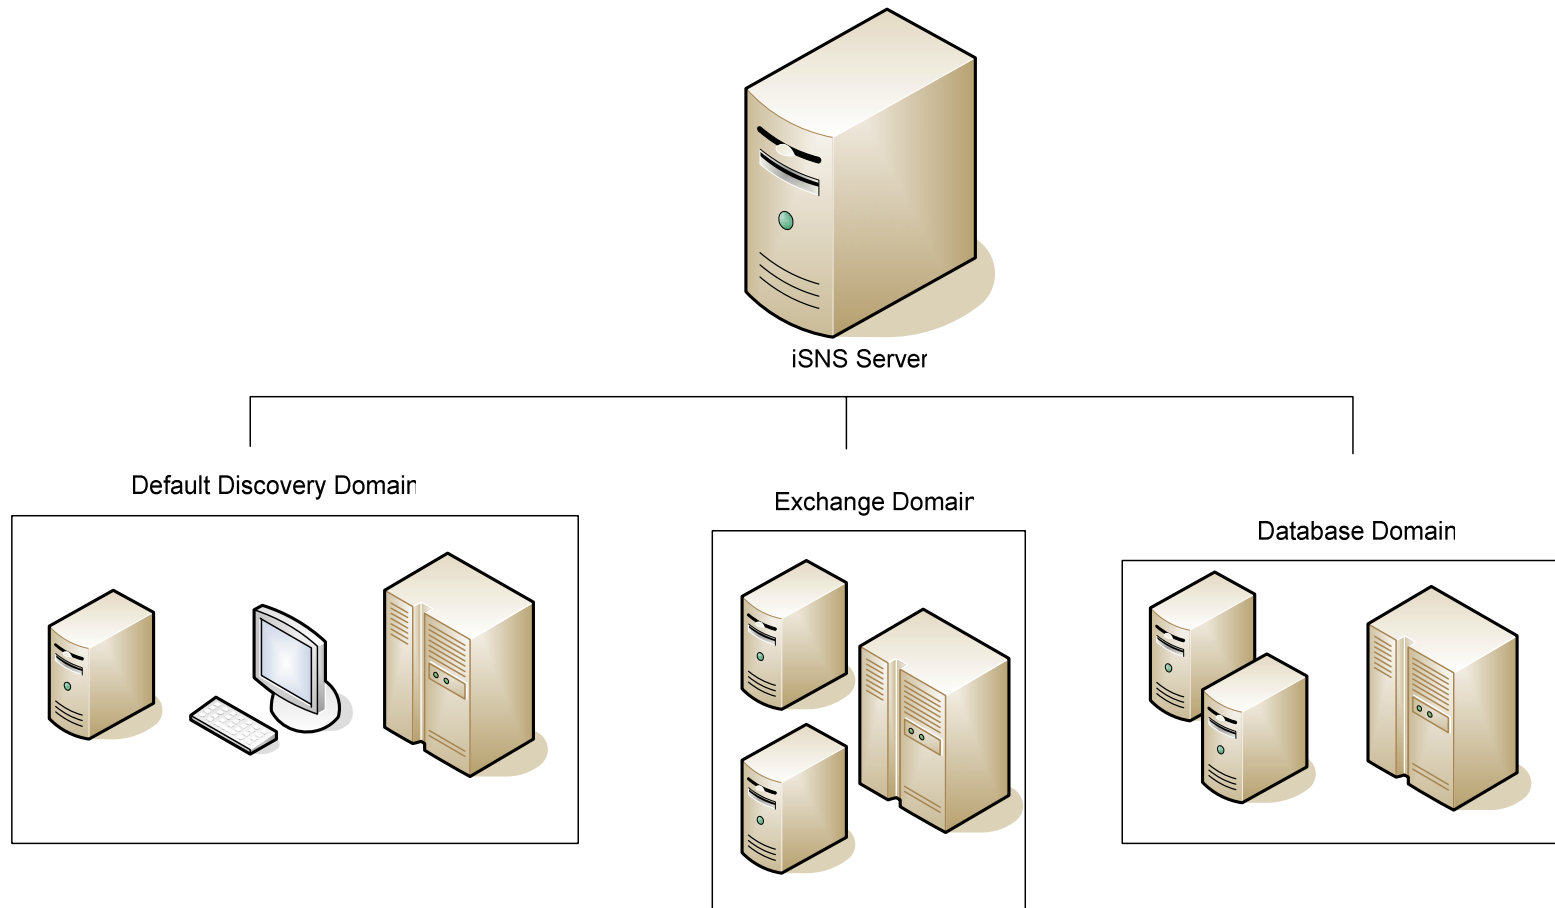 iSNS Server
Default Discovery Domain
Exchange Domain
Database Domain